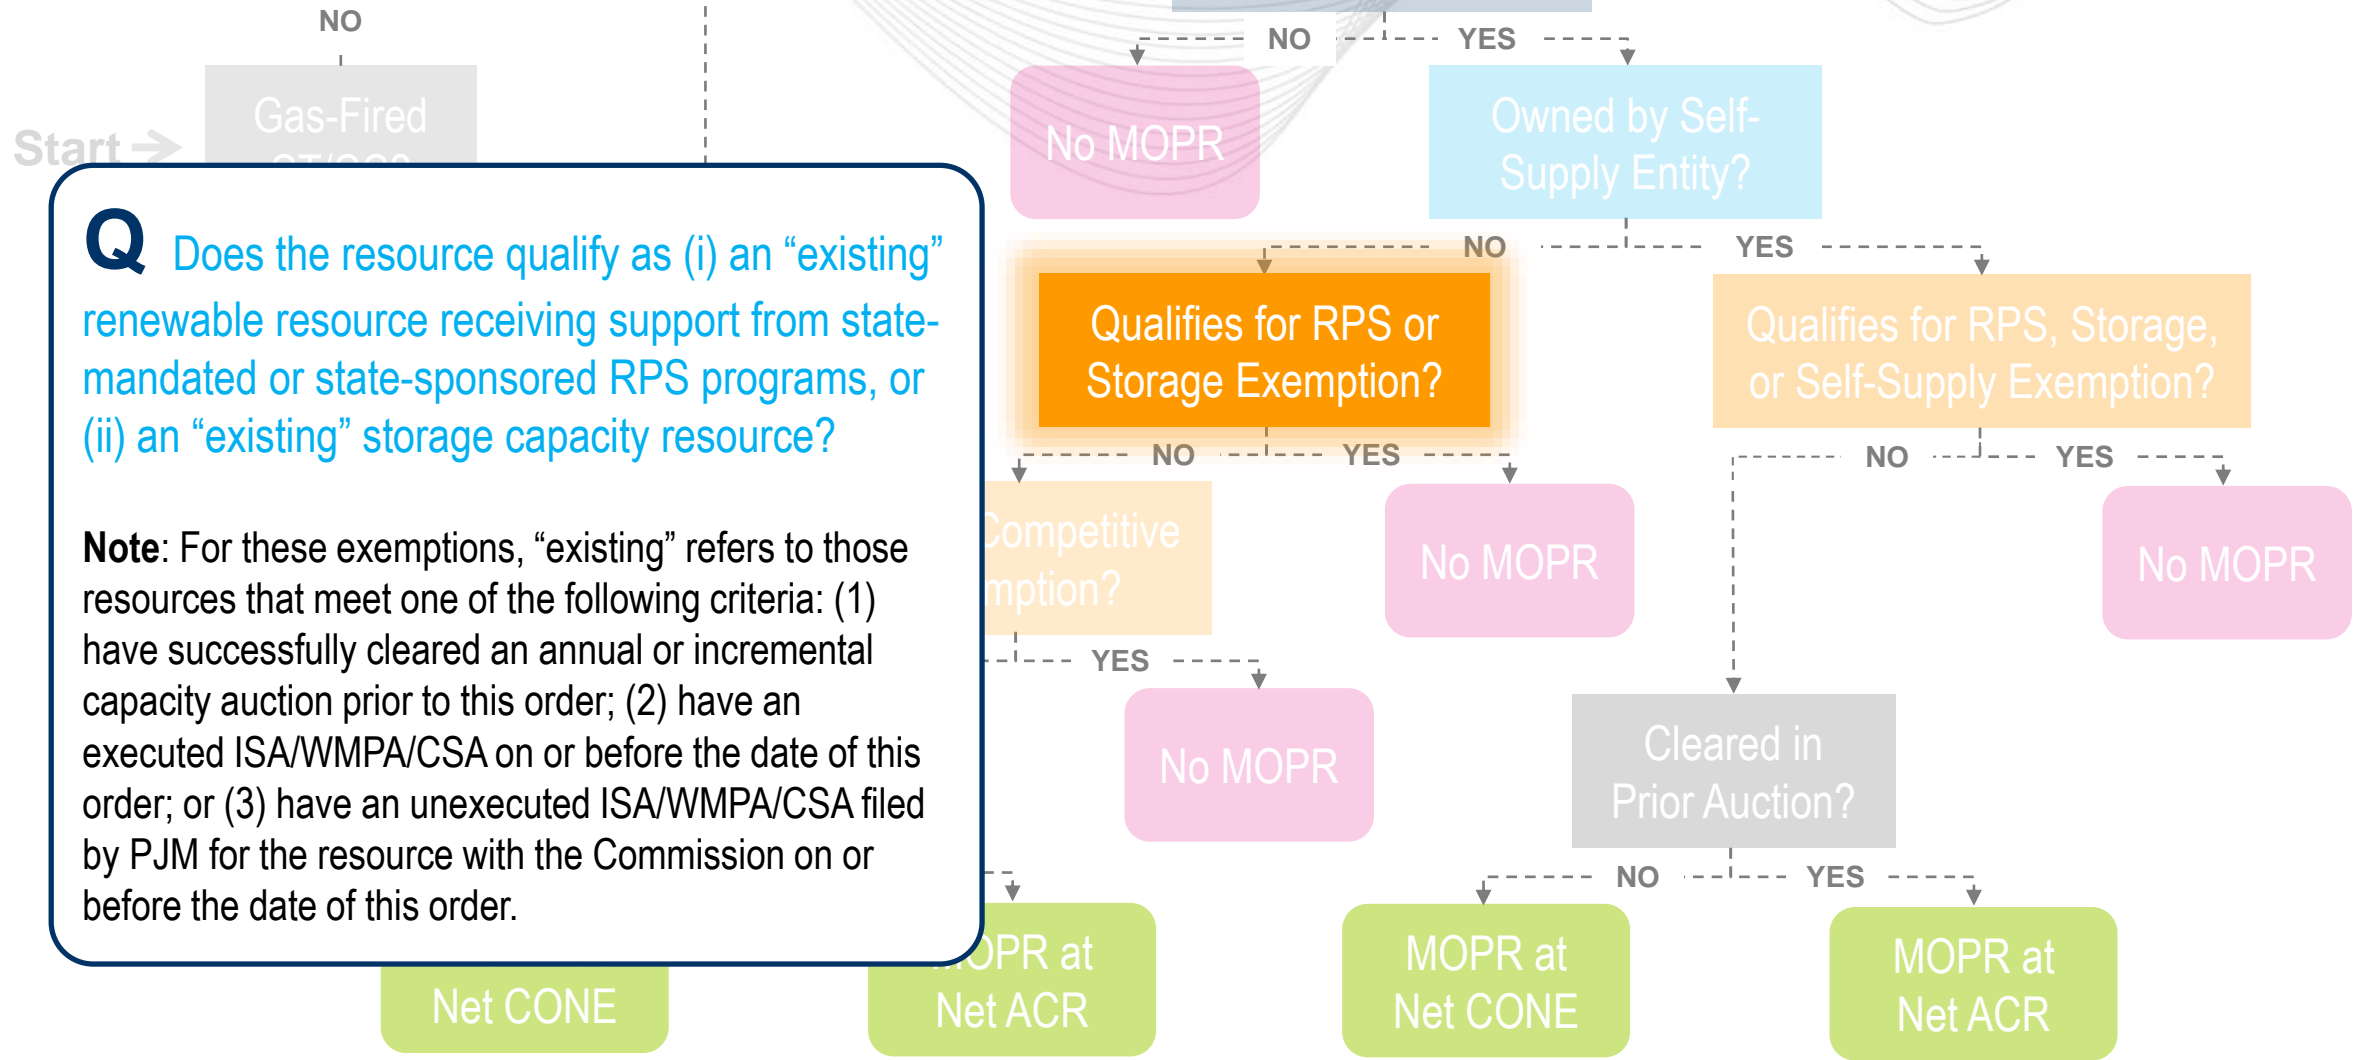 NO
NO
YES
Start
Gas-Fired
CT/CC?
No MOPR
Owned by Self-
Supply Entity?
NO
YES
Q Does the resource qualify as (i) an “existing”
renewable resource receiving support from state-
mandated or state-sponsored RPS programs, or
(ii) an “existing” storage capacity resource?
Note: For these exemptions, “existing” refers to those
resources that meet one of the following criteria: (1)
have successfully cleared an annual or incremental
capacity auction prior to this order; (2) have an
executed ISA/WMPA/CSA on or before the date of this
order; or (3) have an unexecuted ISA/WMPA/CSA filed
by PJM for the resource with the Commission on or
before the date of this order.
Qualifies for RPS or
Storage Exemption?
Qualifies for RPS, Storage,
or Self-Supply Exemption?
NO
YES
NO
YES
Competitive
mption?
No MOPR
No MOPR
YES
No MOPR
Cleared in
Prior Auction?
NO
YES
Net CONE
MOPR at
Net ACR
MOPR at
Net CONE
MOPR at
Net ACR